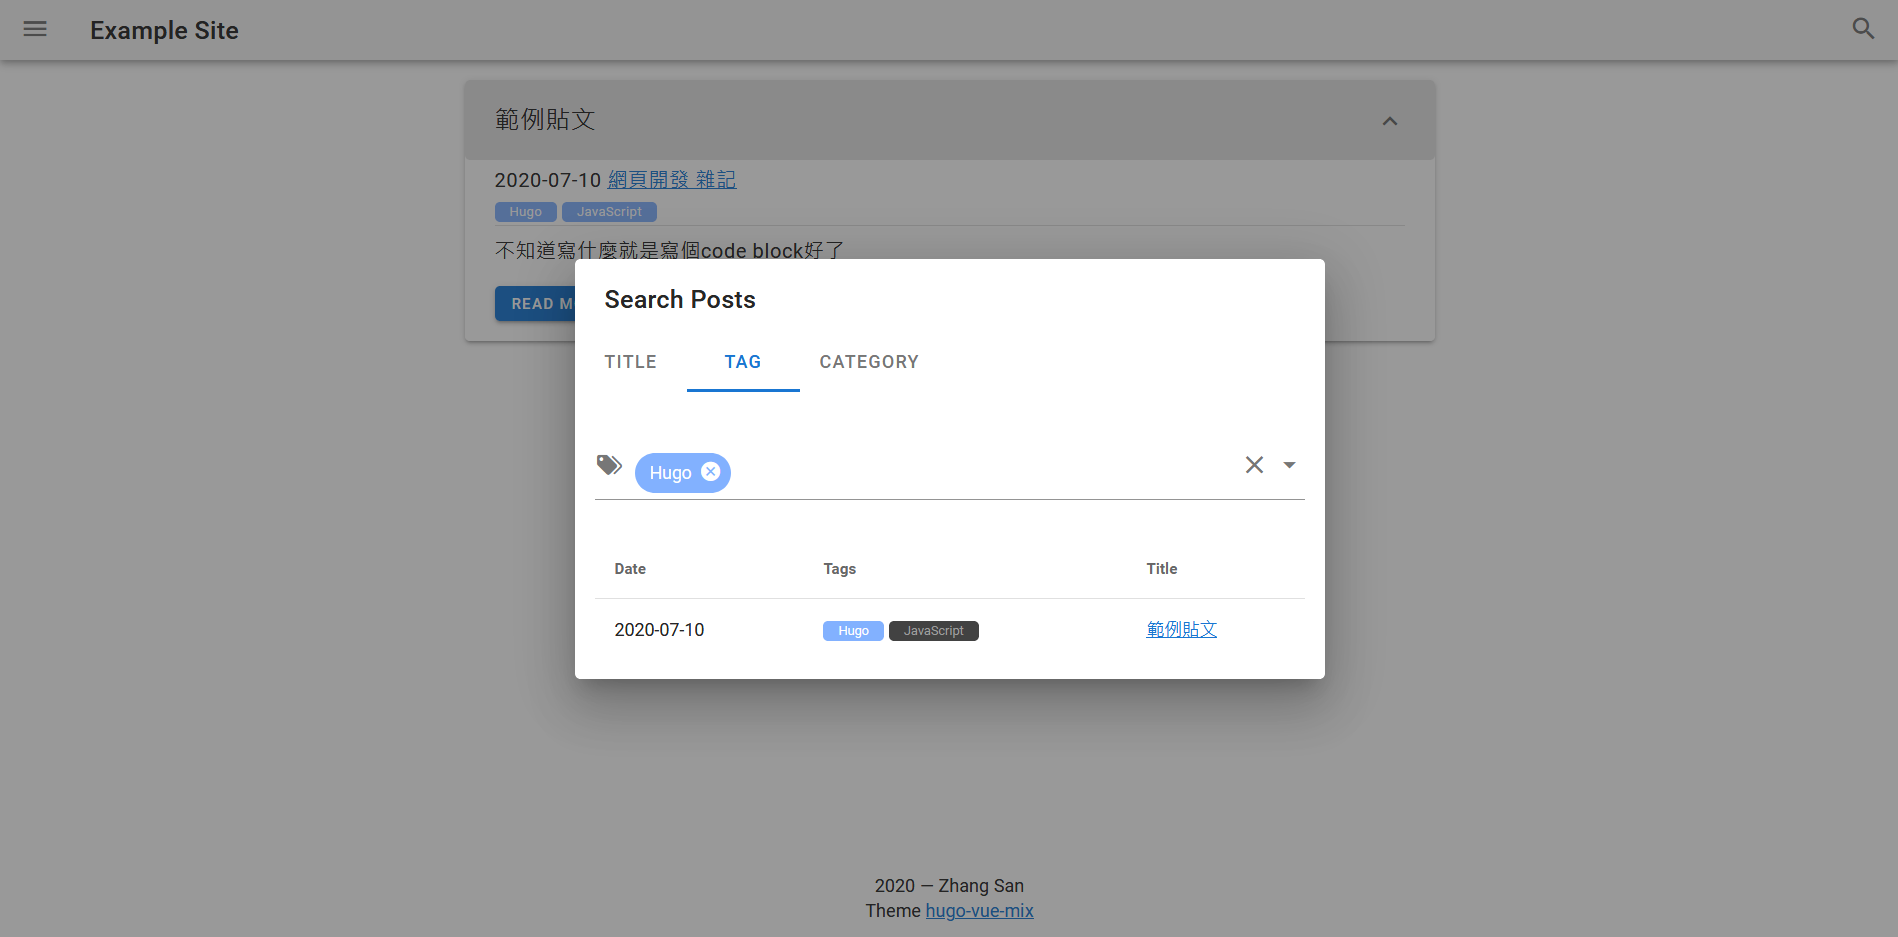 Example Site
範例貼文
2020-07-10 網頁開發 雜記
Hugo JavaScript
不知道寫什麼就是寫個code block好了
READ M
Search Posts
TITLE TAG CATEGORY
Hugo
Date Tags Title
2020-07-10 Hugo JavaScript 範例貼文
2020 — Zhang San
Theme hugo-vue-mix